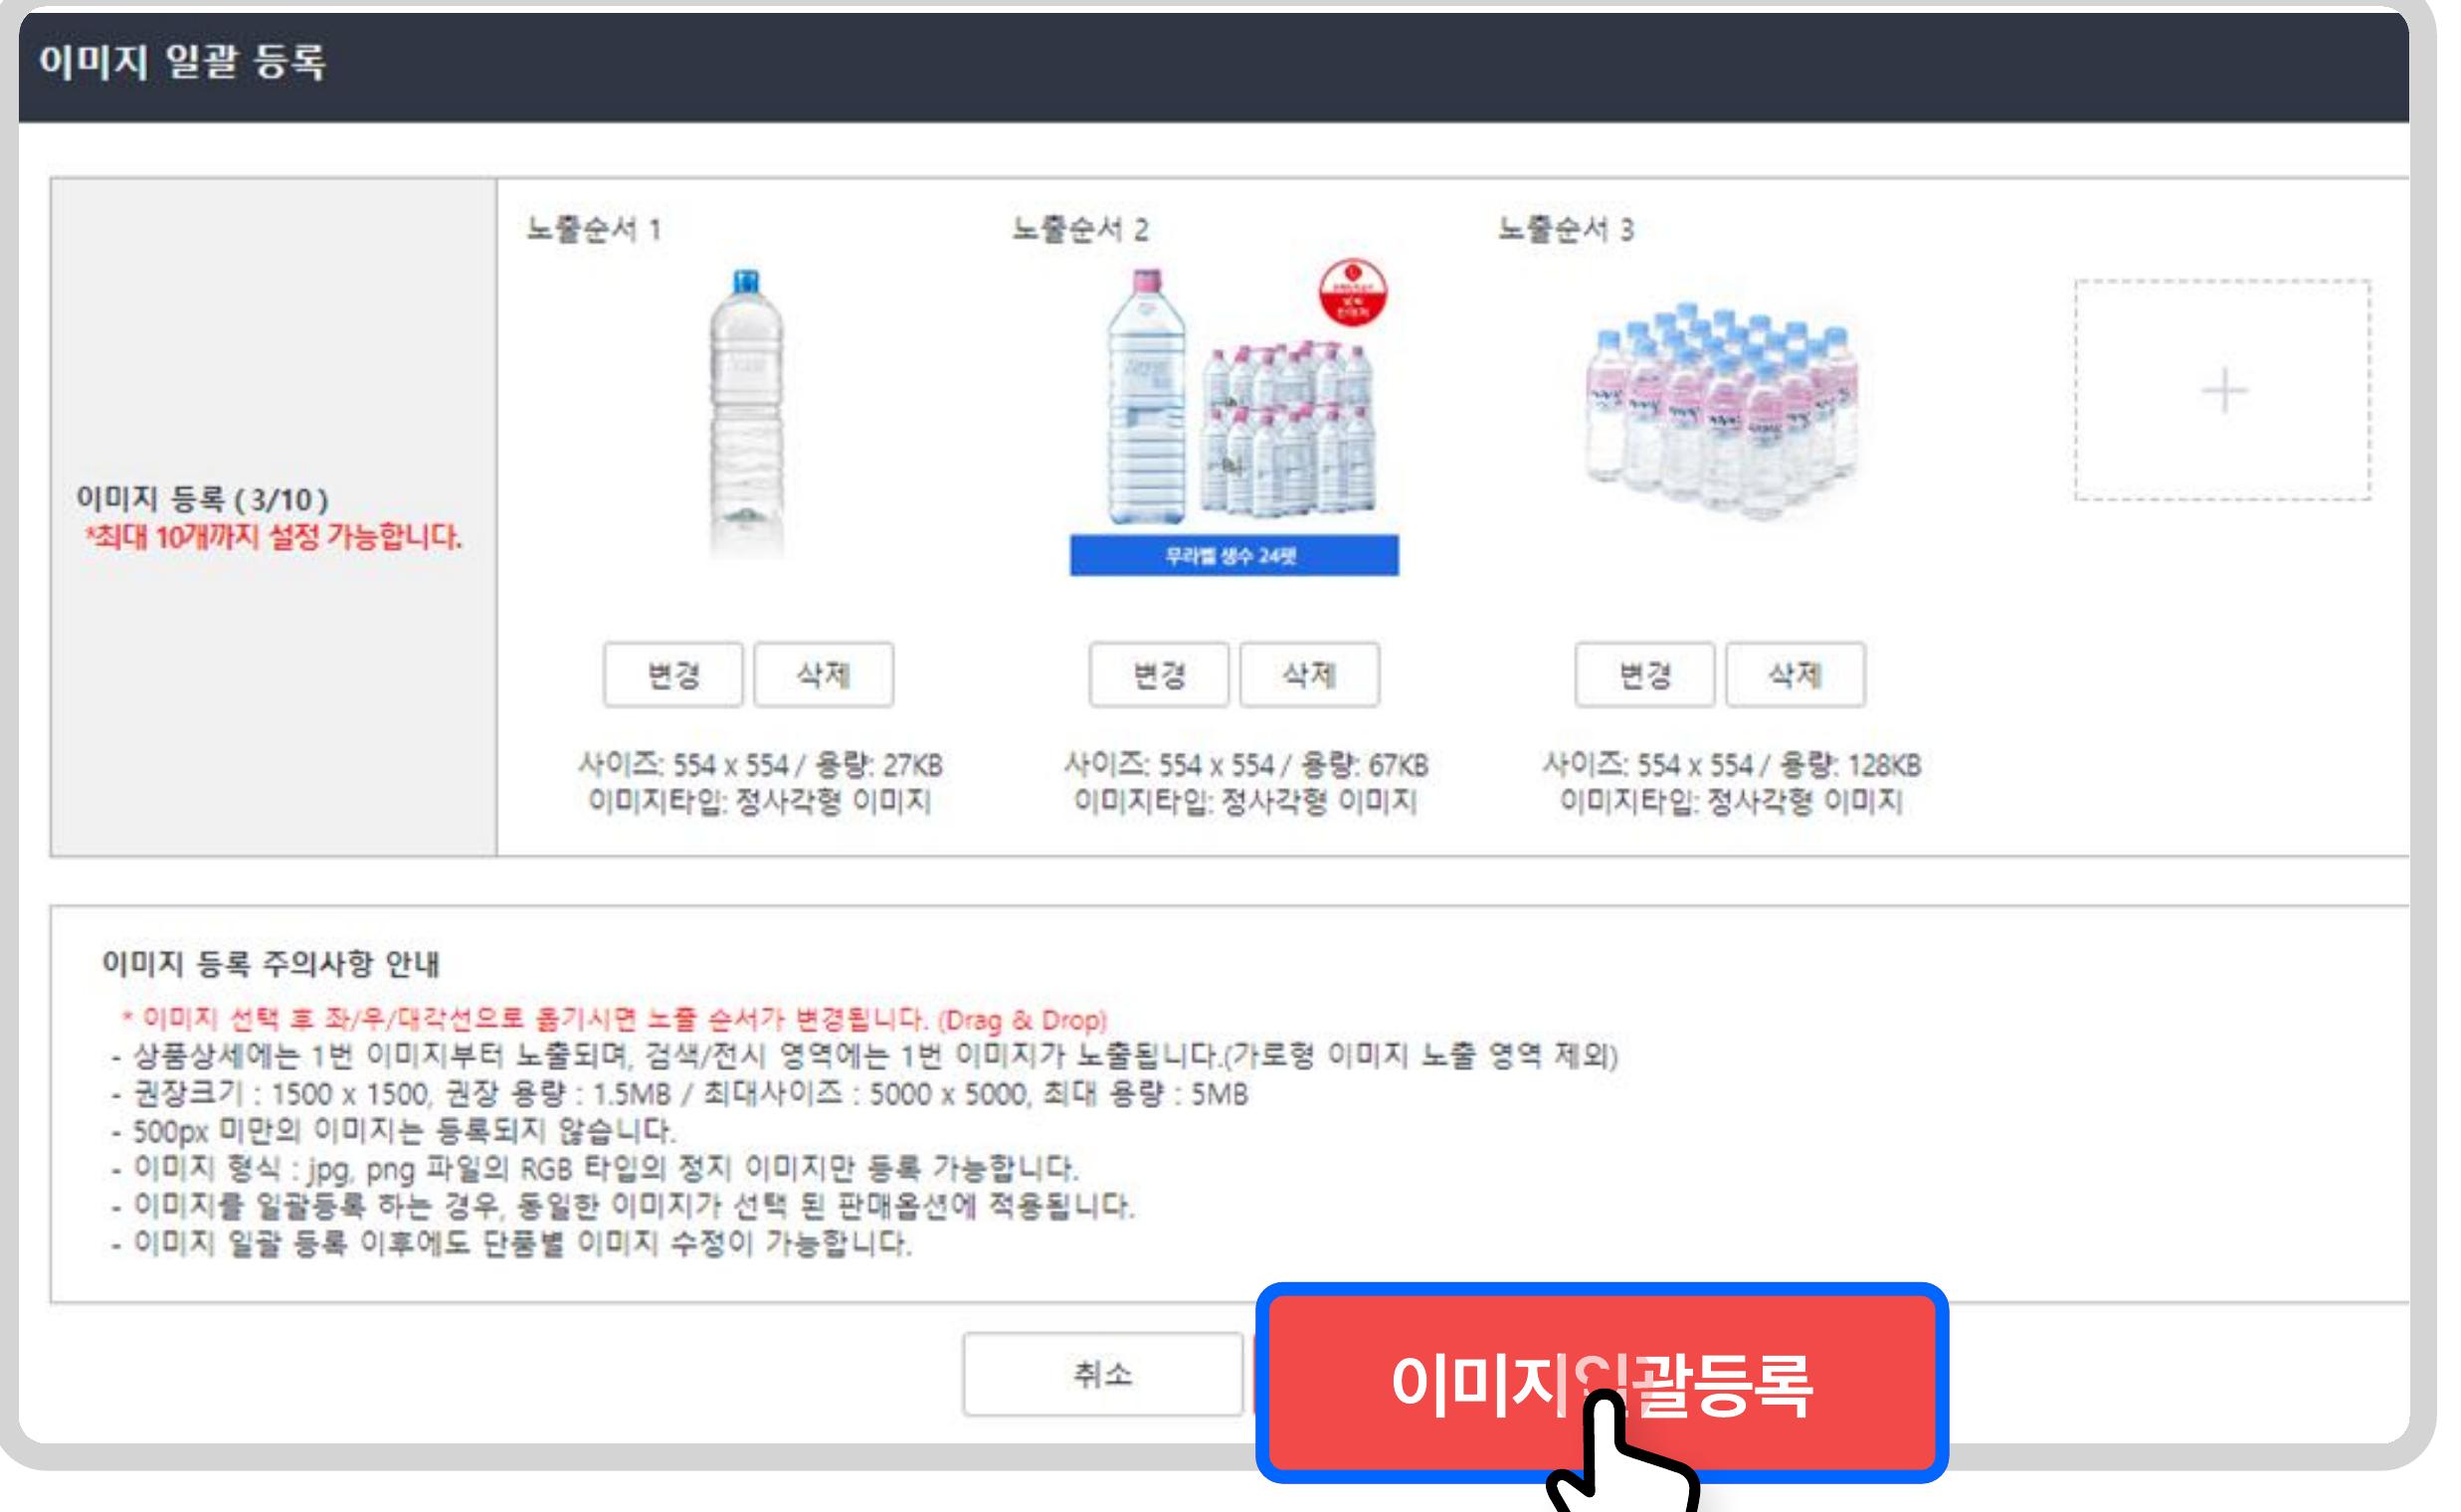 이미지 일괄 등록
노출순서 1
노출순서 2
노출순서 3
무라벨 생수 24펫
이미지 등록 ( 3/10 )
*최대 10개까지 설정 가능합니다.
변경 삭제
변경 삭제
변경 삭제
사이즈: 554 x 554 / 용량: 27KB
이미지타입: 정사각형 이미지
사이즈: 554 x 554 / 용량: 67KB
이미지타입: 정사각형 이미지
사이즈: 554 x 554 / 용량: 128KB
이미지타입: 정사각형 이미지
이미지 등록 주의사항 안내
* 이미지 선택 후 좌/우/대각선으로 옮기시면 노출 순서가 변경됩니다. (Drag & Drop)
- 상품상세에는 1번 이미지부터 노출되며, 검색/전시 영역에는 1번 이미지가 노출됩니다.(가로형 이미지 노출 영역 제외)
- 권장크기 : 1500 x 1500, 권장 용량 : 1.5MB / 최대사이즈 : 5000 x 5000, 최대 용량 : 5MB
- 500px 미만의 이미지는 등록되지 않습니다.
- 이미지 형식 : jpg, png 파일의 RGB 타입의 정지 이미지만 등록 가능합니다.
- 이미지를 일괄등록 하는 경우, 동일한 이미지가 선택 된 판매옵션에 적용됩니다.
- 이미지 일괄 등록 이후에도 단품별 이미지 수정이 가능합니다.
취소
이미지일괄등록